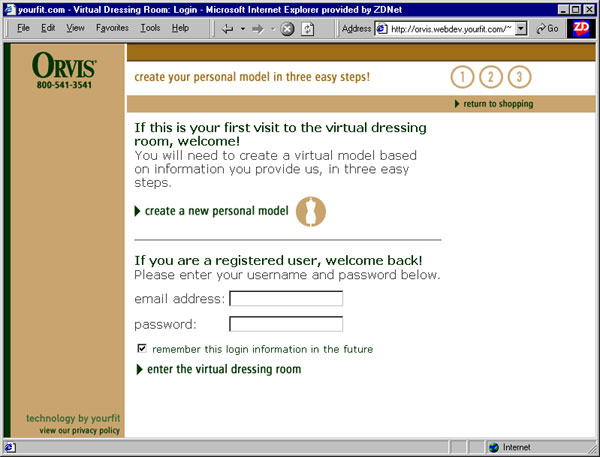 yourfit.com - Virtual Dressing Room: Login - Microsoft Internet Explorer provided by ZDNet
File Edit View Favorites Tools Help
Address http://orvis.webdev.yourfit.com/~ Go
ZD
ORVIS®
800-541-3541
create your personal model in three easy steps! 1 2 3
return to shopping
If this is your first visit to the virtual dressing
room, welcome!
You will need to create a virtual model based
on information you provide us, in three easy
steps.
create a new personal model
If you are a registered user, welcome back!
Please enter your username and password below.
email address:
password:
remember this login information in the future
enter the virtual dressing room
technology by yourfit
view our privacy policy
Internet